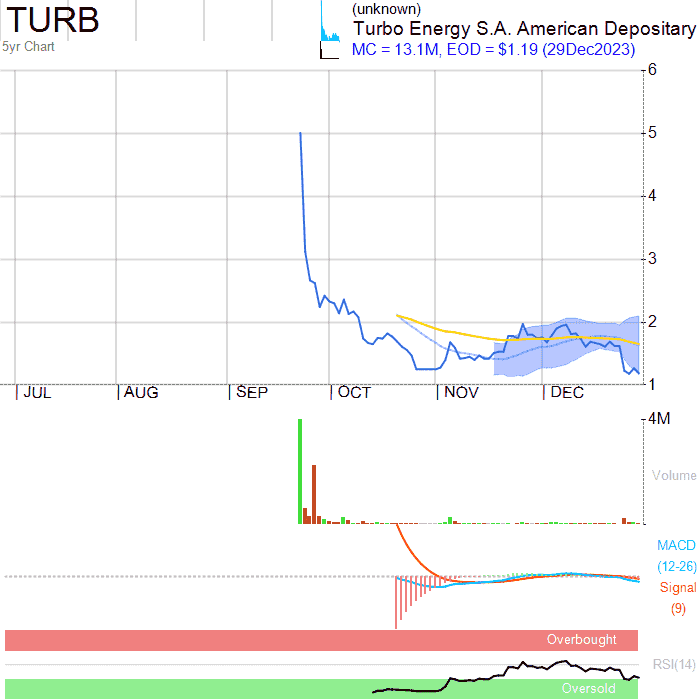 TURB
5yr Chart
(unknown)
Turbo Energy S.A. American Depositary
MC = 13.1M, EOD = $1.19 (29Dec2023)
6
5
4
3
2
1
JUL AUG SEP OCT NOV DEC
4M
Volume
MACD
(12-26)
Signal
(9)
Overbought
RSI(14)
Oversold